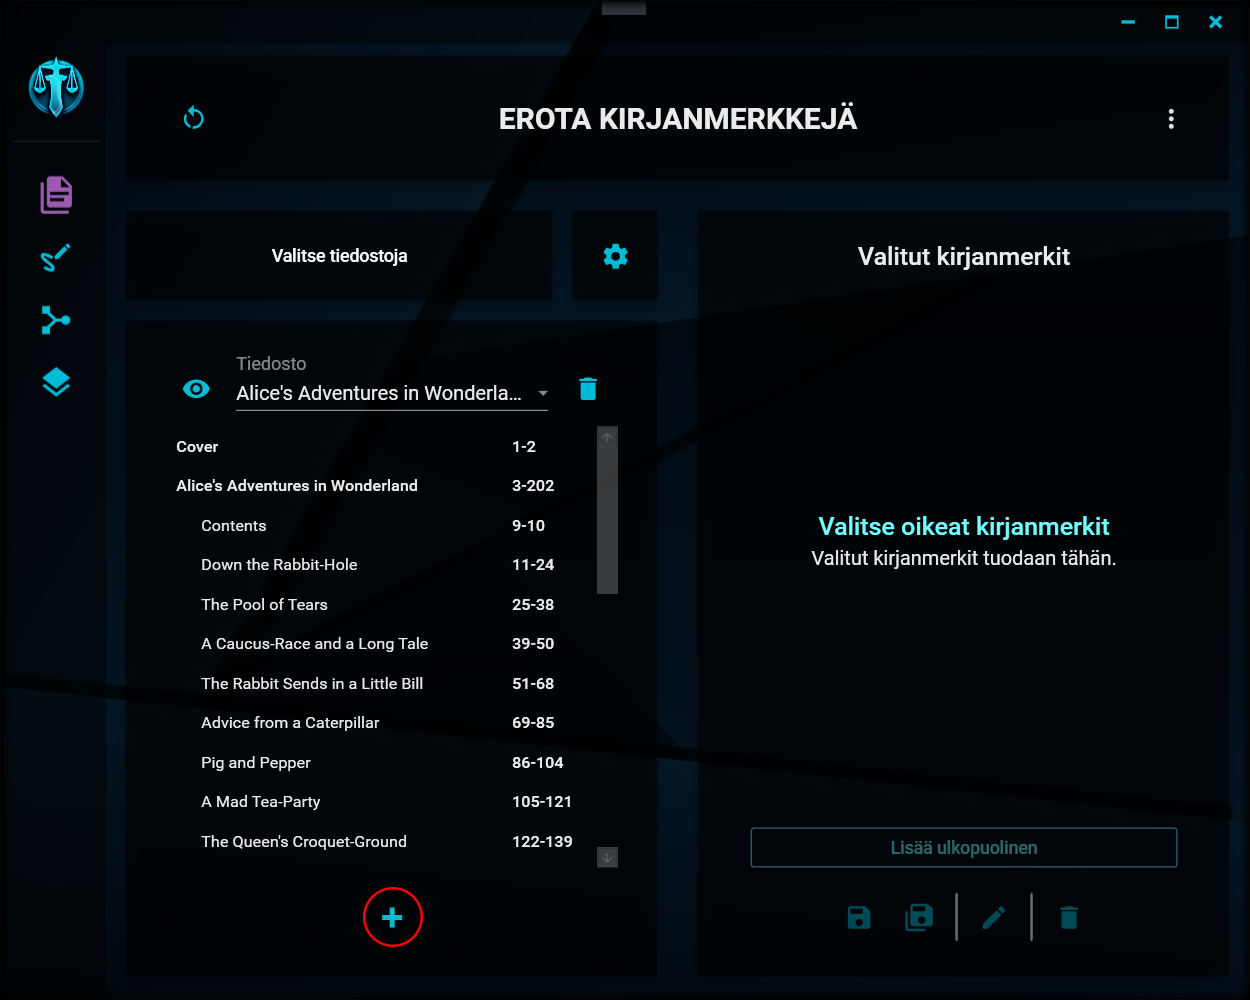 EROTA KIRJANMERKKEJÄ
Valitse tiedostoja
Valitut kirjanmerkit
Tiedosto
Alice's Adventures in Wonderla...
Cover 1-2
Alice's Adventures in Wonderland 3-202
Contents 9-10
Down the Rabbit-Hole 11-24
The Pool of Tears 25-38
A Caucus-Race and a Long Tale 39-50
The Rabbit Sends in a Little Bill 51-68
Advice from a Caterpillar 69-85
Pig and Pepper 86-104
A Mad Tea-Party 105-121
The Queen's Croquet-Ground 122-139
Valitse oikeat kirjanmerkit
Valitut kirjanmerkit tuodaan tähän.
Lisää ulkopuolinen